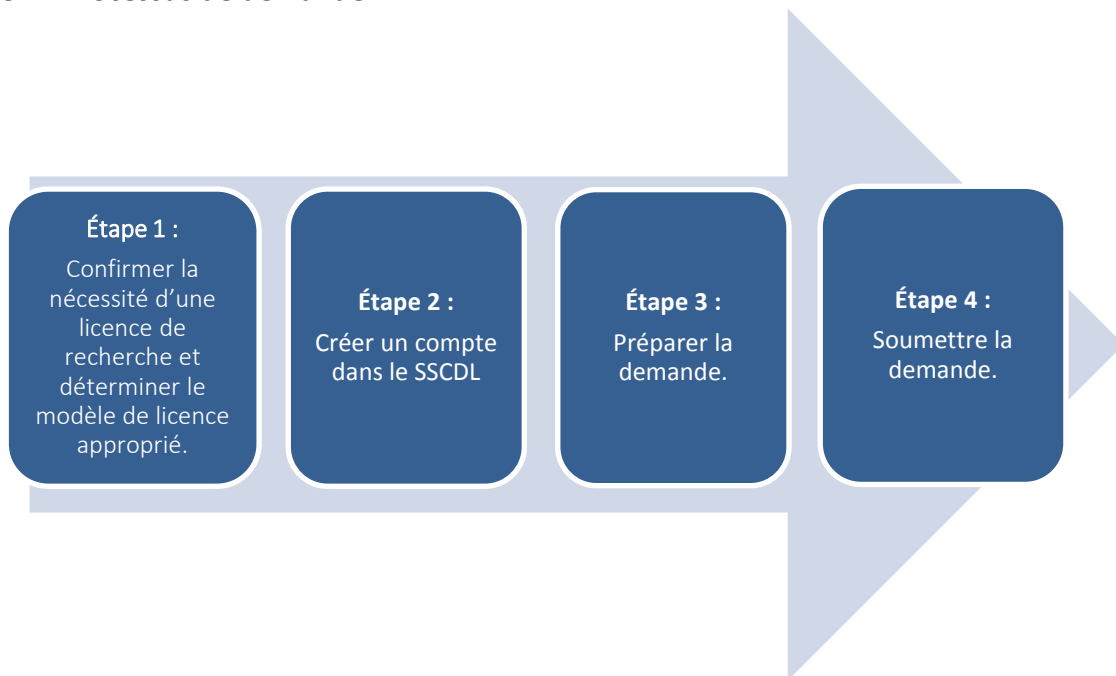 Étape 1 :
Confirmer la
nécessité d’une
licence de
recherche et
déterminer le
modèle de licence
approprié.
Étape 2 :
Créer un compte
dans le SSCDL
Étape 3 :
Préparer la
demande.
Étape 4 :
Soumettre la
demande.